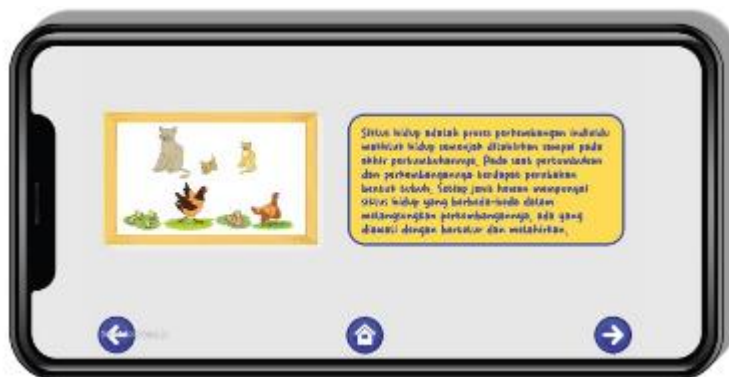 Siklus hidup adalah proses perkembangan individu
makhluk hidup semenjak dilahirkan sampai pada
akhir pertumbuhannya. Pada saat pertumbuhan
dan perkembangannya terdapat perubahan
bentuk tubuh. Setiap jenis hewan mempunyai
siklus hidup yang berbeda-beda dalam
melangsungkan perkembangannya, ada yang
diawali dengan bertelur dan melahirkan.